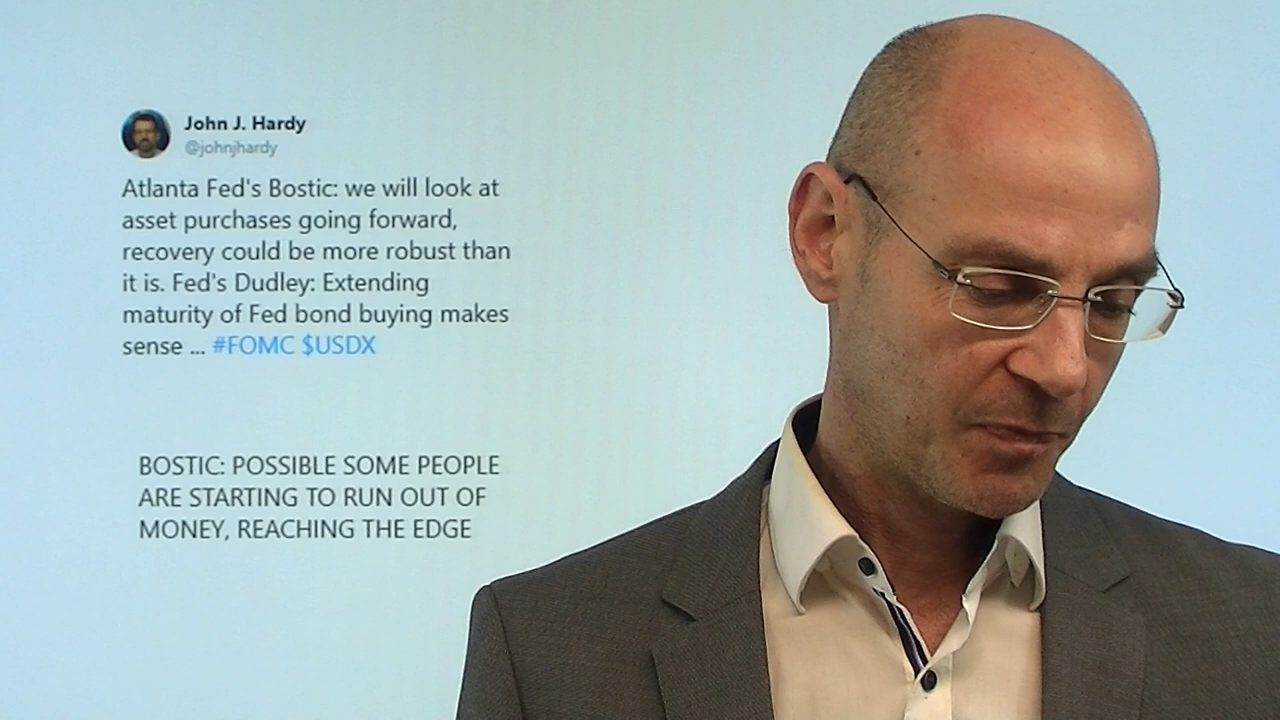 John J. Hardy
@johnjhardy
Atlanta Fed's Bostic: we will look at
asset purchases going forward,
recovery could be more robust than
it is. Fed's Dudley: Extending
maturity of Fed bond buying makes
sense ... #FOMC $USDX
BOSTIC: POSSIBLE SOME PEOPLE
ARE STARTING TO RUN OUT OF
MONEY, REACHING THE EDGE